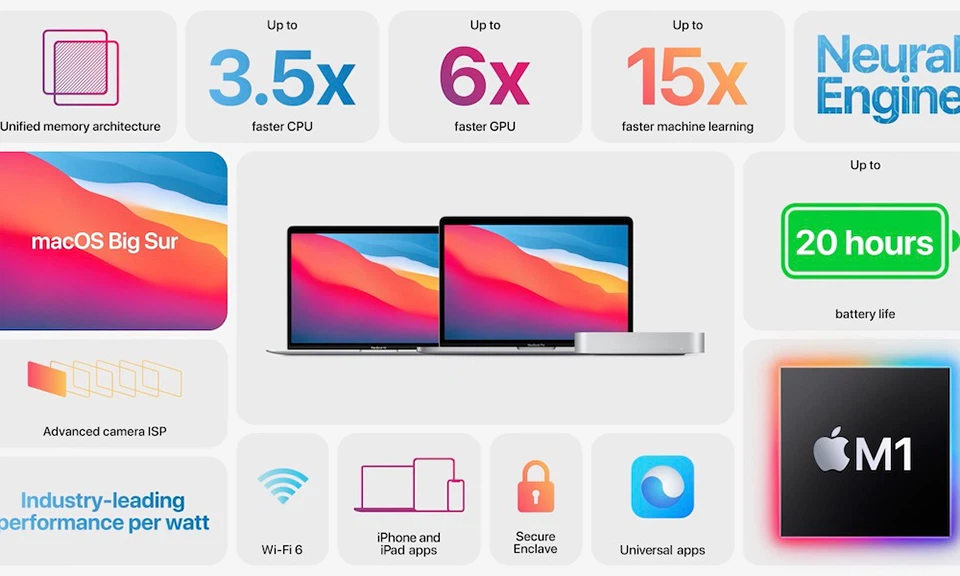 Up to
3.5x
faster CPU
Up to
6x
faster GPU
Up to
15x
faster machine learning
Neural
Engine
Unified memory architecture
macOS Big Sur
Up to
20 hours
battery life
Advanced camera ISP
Industry-leading
performance per watt
Wi-Fi 6
iPhone and
iPad apps
Secure
Enclave
Universal apps
M1